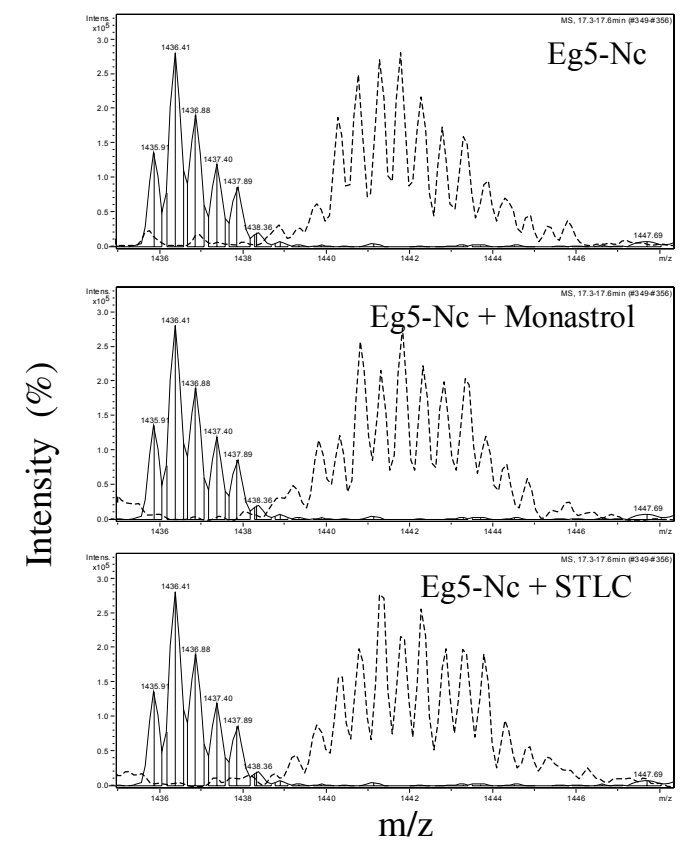 Intens.
x10⁵
MS, 17.3-17.6min (#349-#356)
Eg5-Nc
3.0
2.5
2.0
1.5
1.0
0.5
0.0
1435.91
1436.41
1436.88
1437.40
1437.89
1438.36
1447.69
1436 1438 1440 1442 1444 1446 m/z
Intens.
x10⁵
MS, 17.3-17.6min (#349-#356)
Eg5-Nc + Monastrol
3.0
2.5
2.0
1.5
1.0
0.5
0.0
1435.91
1436.41
1436.88
1437.40
1437.89
1438.36
1447.69
1436 1438 1440 1442 1444 1446 m/z
Intens.
x10⁵
MS, 17.3-17.6min (#349-#356)
Eg5-Nc + STLC
3.0
2.5
2.0
1.5
1.0
0.5
0.0
1435.91
1436.41
1436.88
1437.40
1437.89
1438.36
1447.69
1436 1438 1440 1442 1444 1446 m/z
Intensity (%)
m/z